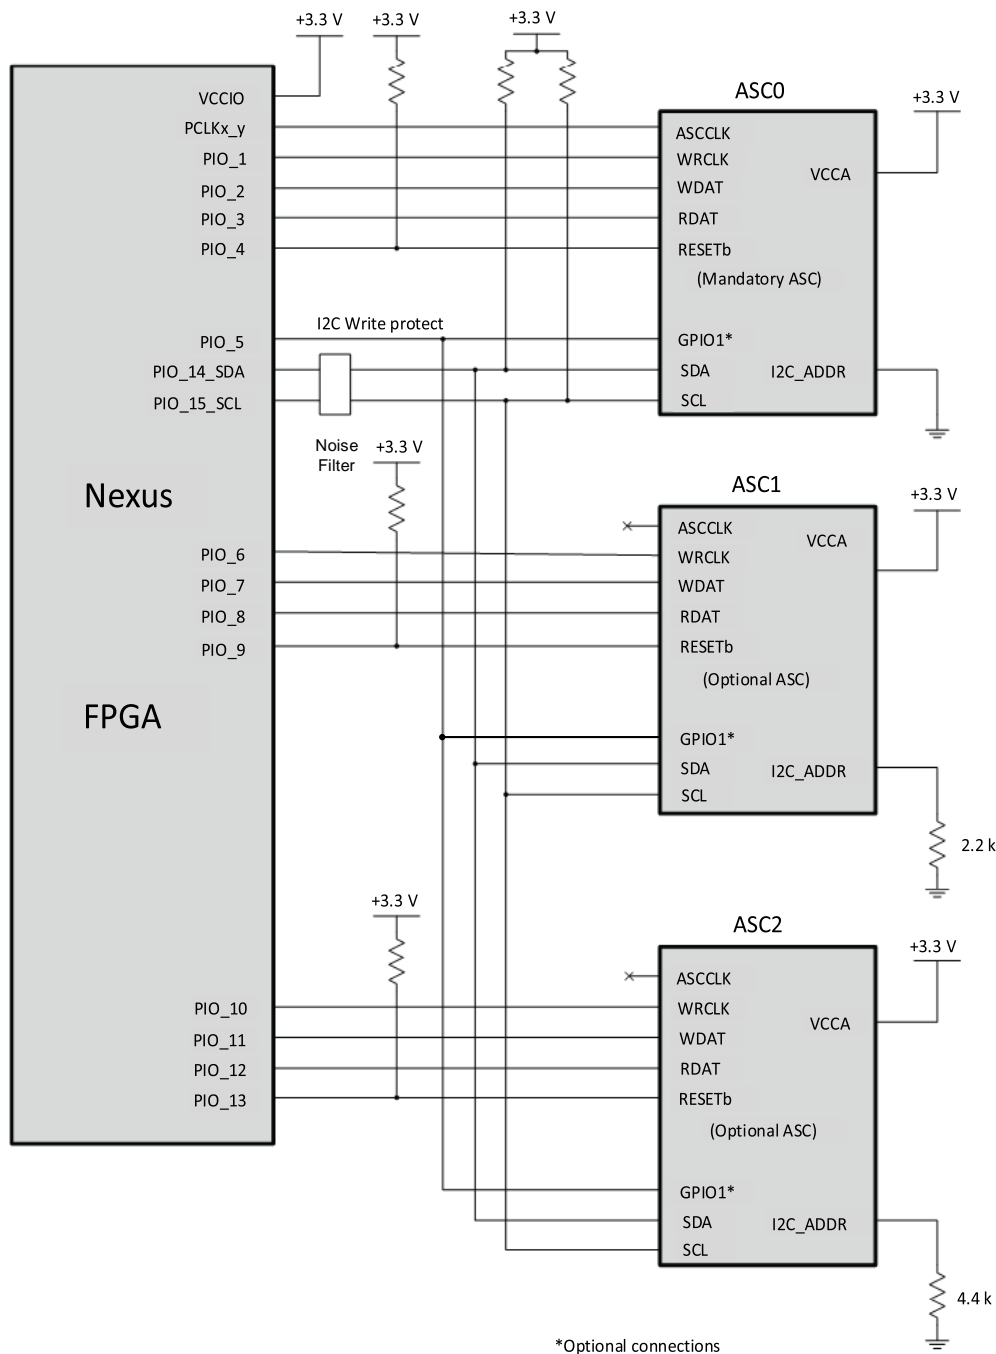 +3.3 V
+3.3 V
+3.3 V
VCCIO
PCLKx_y
PIO_1
PIO_2
PIO_3
PIO_4
PIO_5
PIO_14_SDA
PIO_15_SCL
I2C Write protect
Noise
Filter
+3.3 V
Nexus
FPGA
PIO_6
PIO_7
PIO_8
PIO_9
+3.3 V
PIO_10
PIO_11
PIO_12
PIO_13
ASC0
+3.3 V
ASCCLK
WRCLK
VCCA
WDAT
RDAT
RESETb
(Mandatory ASC)
GPIO1*
SDA
I2C_ADDR
SCL
ASC1
+3.3 V
ASCCLK
VCCA
WRCLK
WDAT
RDAT
RESETb
(Optional ASC)
GPIO1*
SDA
I2C_ADDR
SCL
2.2 k
ASC2
+3.3 V
ASCCLK
WRCLK
VCCA
WDAT
RDAT
RESETb
(Optional ASC)
GPIO1*
SDA
I2C_ADDR
SCL
4.4 k
*Optional connections